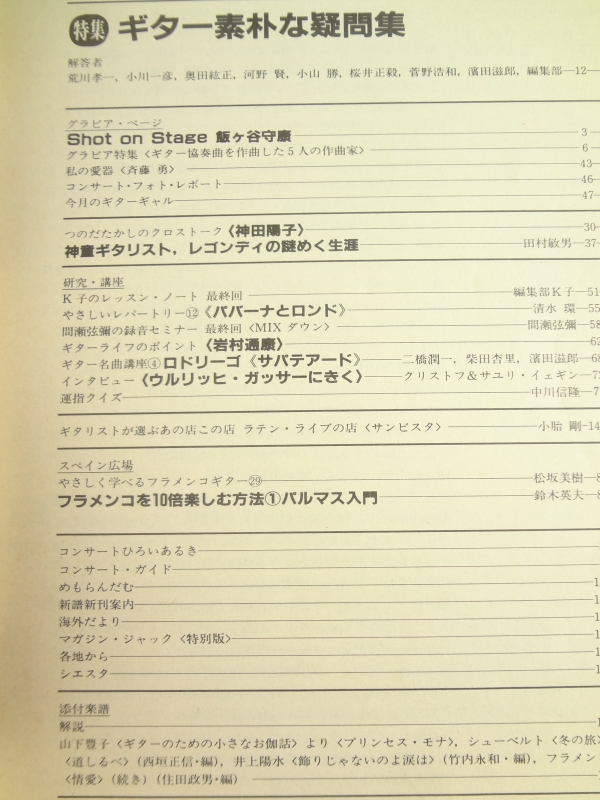 特集 ギター素朴な疑問集
解答者
荒川孝一，小川一彦，奥田紘正，河野 賢，小山 勝，桜井正毅，菅野浩和，濱田滋郎，編集部─12─
グラビア・ページ
Shot on Stage 飯ヶ谷守康 3─
グラビア特集〈ギター協奏曲を作曲した5人の作曲家〉 6─
私の愛器〈斉藤 勇〉 43─
コンサート・フォト・レポート 46─
今月のギターギャル 47─
つのだたかしのクロストーク〈神田陽子〉 30─
神童ギタリスト，レゴンディの謎めく生涯 田村敏男─37─
研究・講座
K子のレッスン・ノート 最終回 編集部K子─51
やさしいレパートリー⑫《パバーナとロンド》 清水 環─55
間瀬弦彌の録音セミナー 最終回〈MIXダウン〉 間瀬弦彌─58
ギターライフのポイント〈岩村通康〉 62
ギター名曲講座④ロドリーゴ《サパテアード》 二橋潤一，柴田杏里，濱田滋郎─68
インタビュー〈ウルリッヒ・ガッサーにきく〉 クリストフ＆サユリ・イェギン─72
運指クイズ 中川信隆─7
ギタリストが選ぶあの店この店 ラテン・ライブの店〈サンビスタ〉 小胎 剛─14
スペイン広場
やさしく学べるフラメンコギター㉙ 松坂美樹─8
フラメンコを10倍楽しむ方法①パルマス入門 鈴木英夫─8
コンサートひろいあるき
コンサート・ガイド
めもらんだむ 1
新譜新刊案内 1
海外だより 1
マガジン・ジャック〈特別版〉 1
各地から 1
シエスタ 1
添付楽譜
解説 1
山下豊子〈ギターのための小さなお伽話〉より〈プリンセス・モナ〉，シューベルト〈冬の旅〉
〈道しるべ〉（西垣正信・編），井上陽水〈飾りじゃないのよ涙は〉（竹内永和・編），フラメン
〈情愛〉（続き）（住田政男・編）